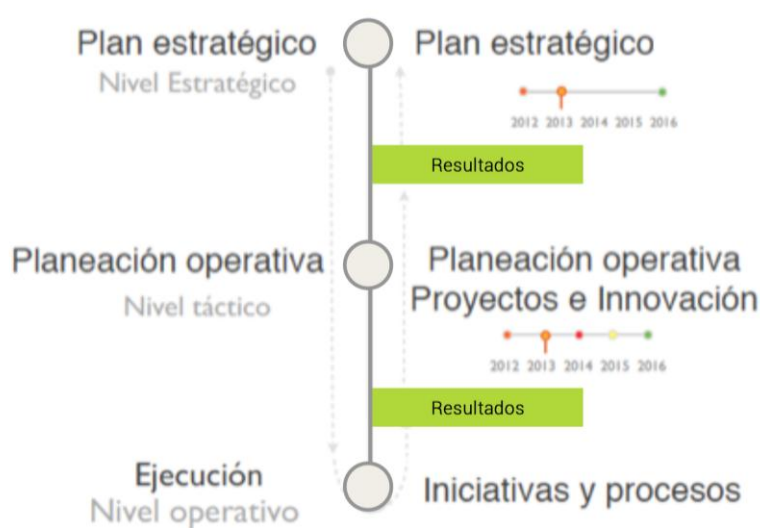 Plan estratégico
Nivel Estratégico
Plan estratégico
2012 2013 2014 2015 2016
Resultados
Planeación operativa
Nivel táctico
Planeación operativa
Proyectos e Innovación
2012 2013 2014 2015 2016
Resultados
Ejecución
Nivel operativo
Iniciativas y procesos